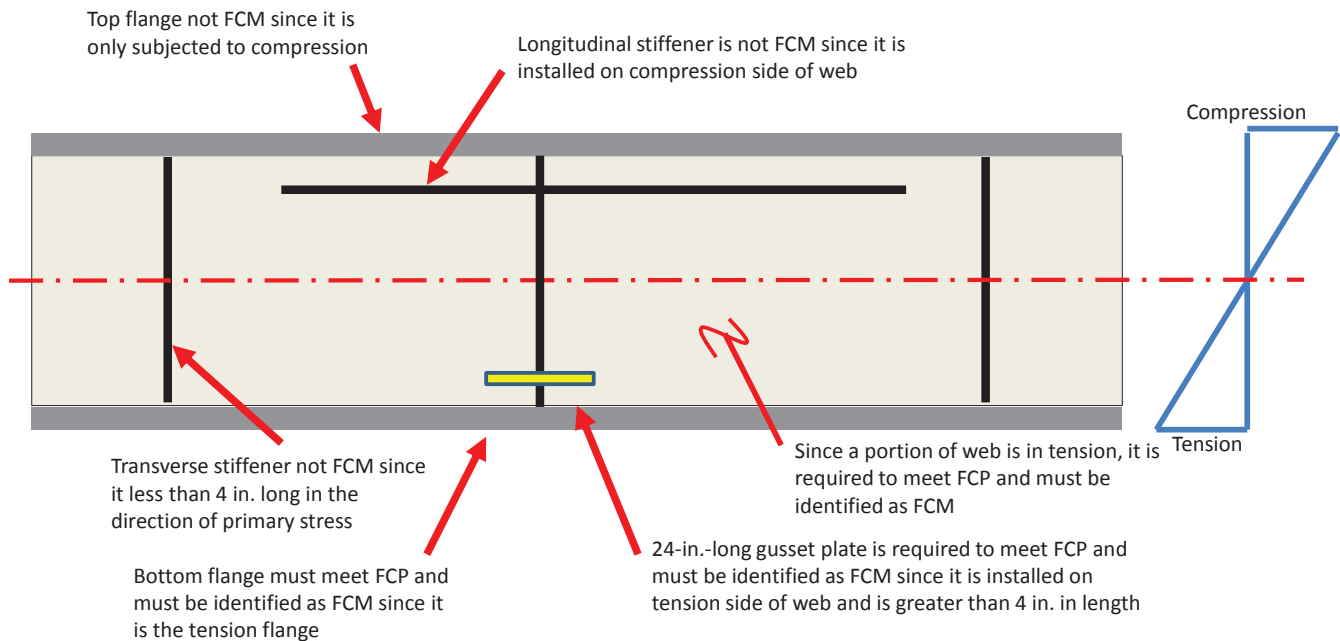 Top flange not FCM since it is
only subjected to compression
Longitudinal stiffener is not FCM since it is
installed on compression side of web
Compression
Tension
Transverse stiffener not FCM since
it less than 4 in. long in the
direction of primary stress
Since a portion of web is in tension, it is
required to meet FCP and must be
identified as FCM
Bottom flange must meet FCP and
must be identified as FCM since it
is the tension flange
24-in.-long gusset plate is required to meet FCP and
must be identified as FCM since it is installed on
tension side of web and is greater than 4 in. in length